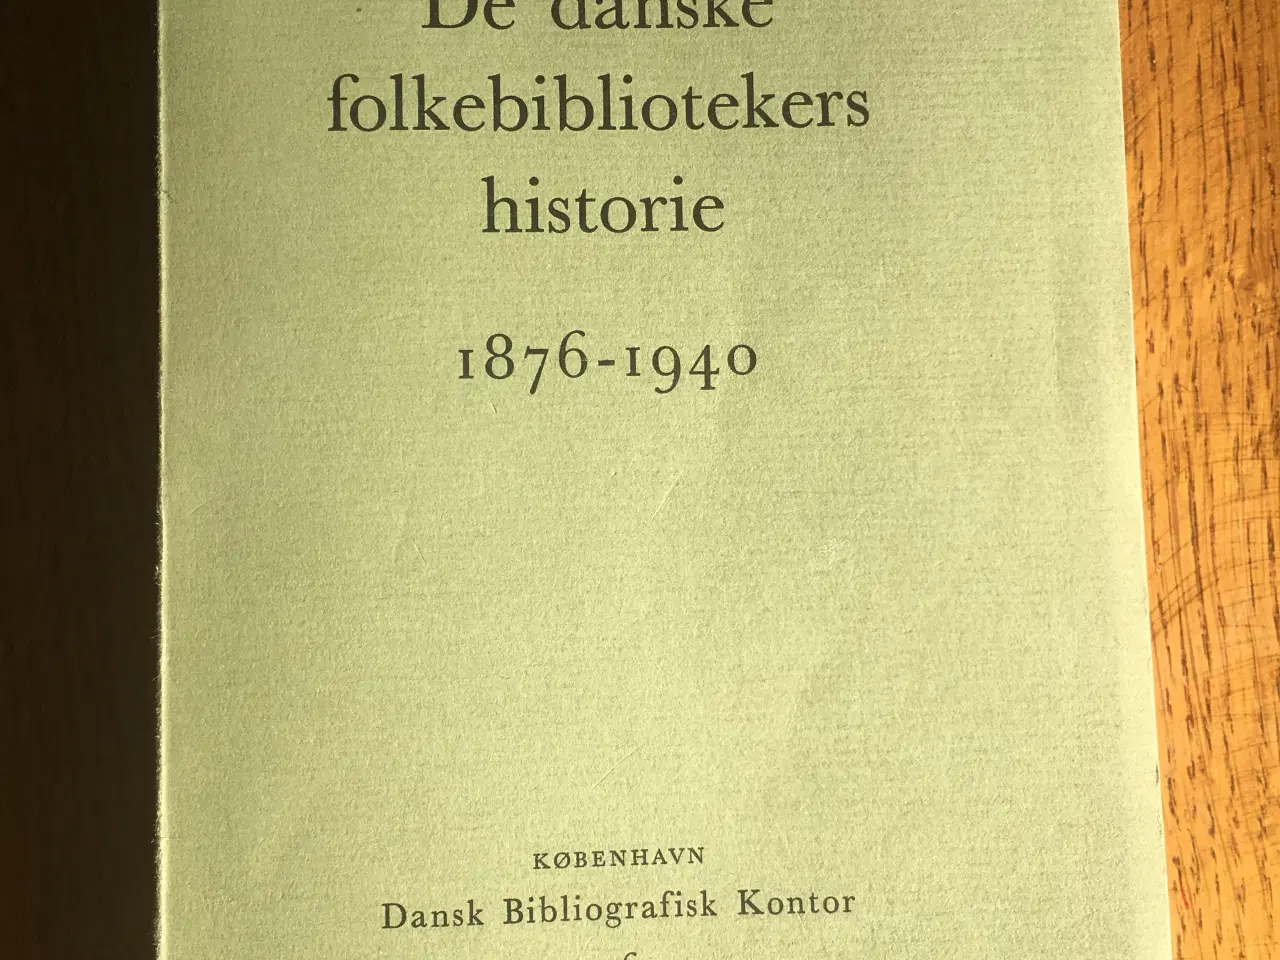 De danske
folkebibliotekers
historie
1876-1940
KØBENHAVN
Dansk Bibliografisk Kontor